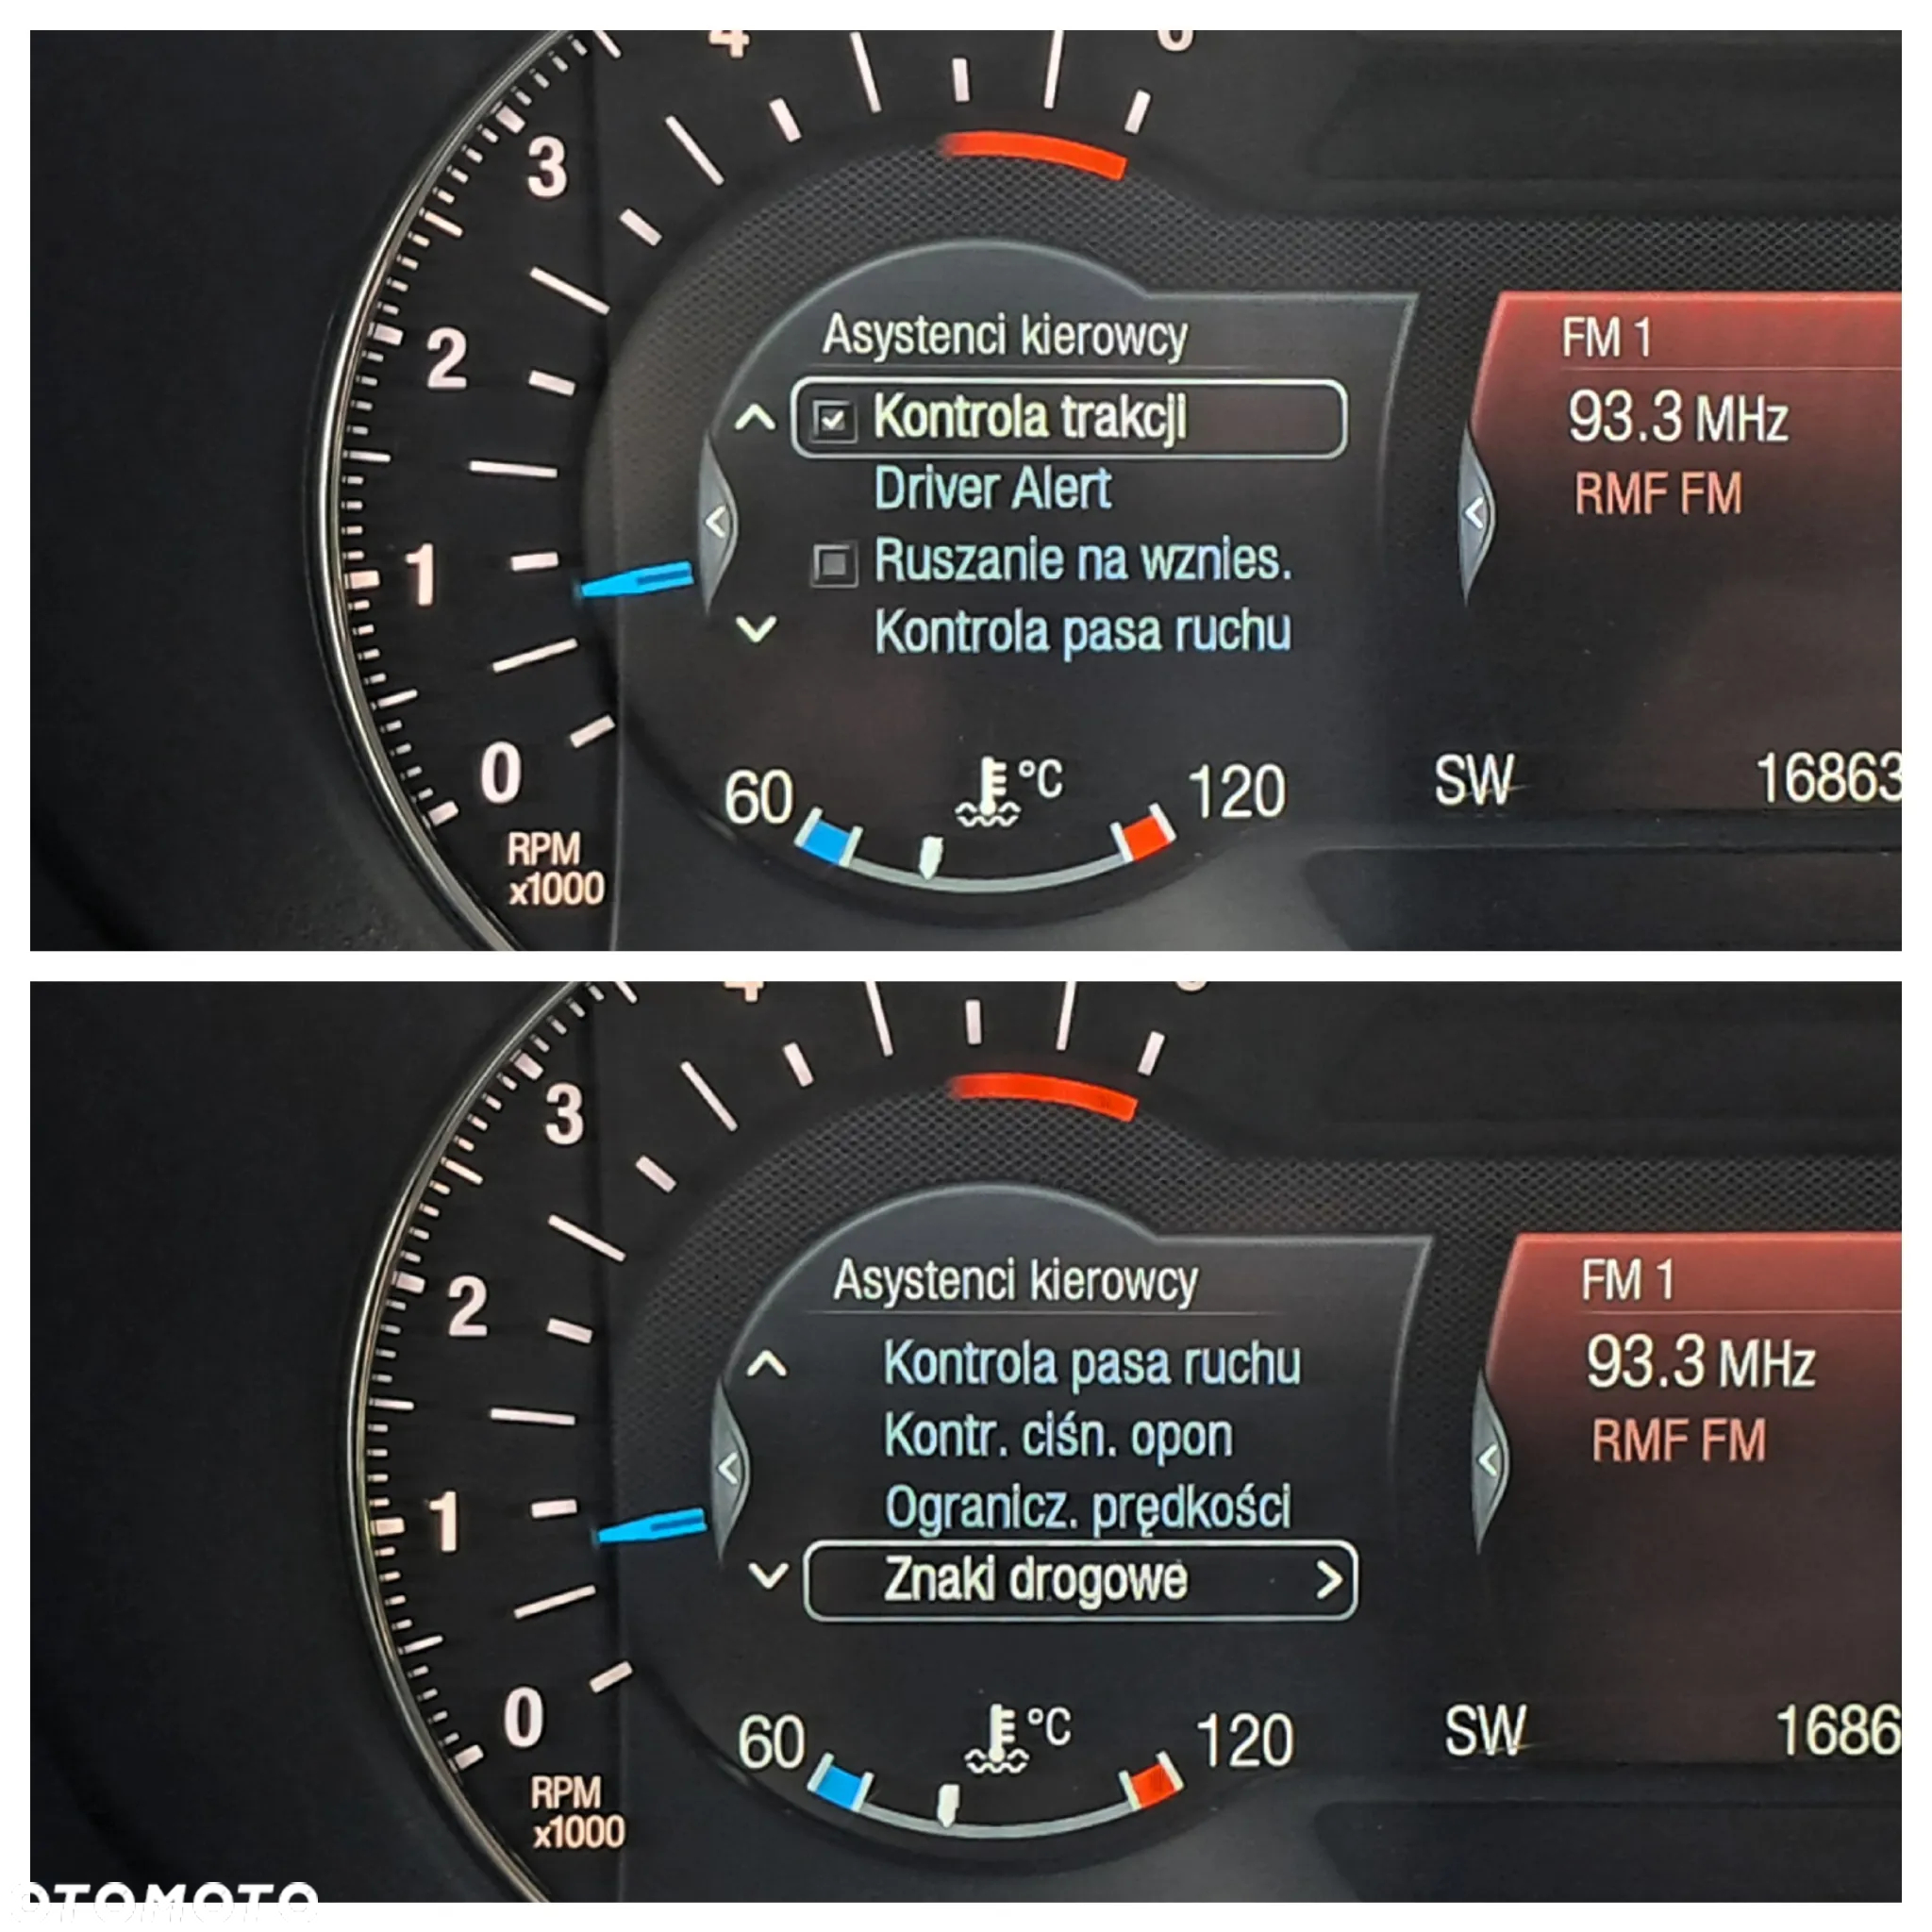 4
3
2
1
0
RPM
x1000
Asystenci kierowcy
Kontrola trakcji
Driver Alert
Ruszanie na wznies.
Kontrola pasa ruchu
60
°C
120
FM 1
93.3 MHz
RMF FM
SW
16863
3
2
1
0
RPM
x1000
Asystenci kierowcy
Kontrola pasa ruchu
Kontr. ciśn. opon
Ogranicz. prędkości
Znaki drogowe >
60
°C
120
FM 1
93.3 MHz
RMF FM
SW
1686
OTOMOTO